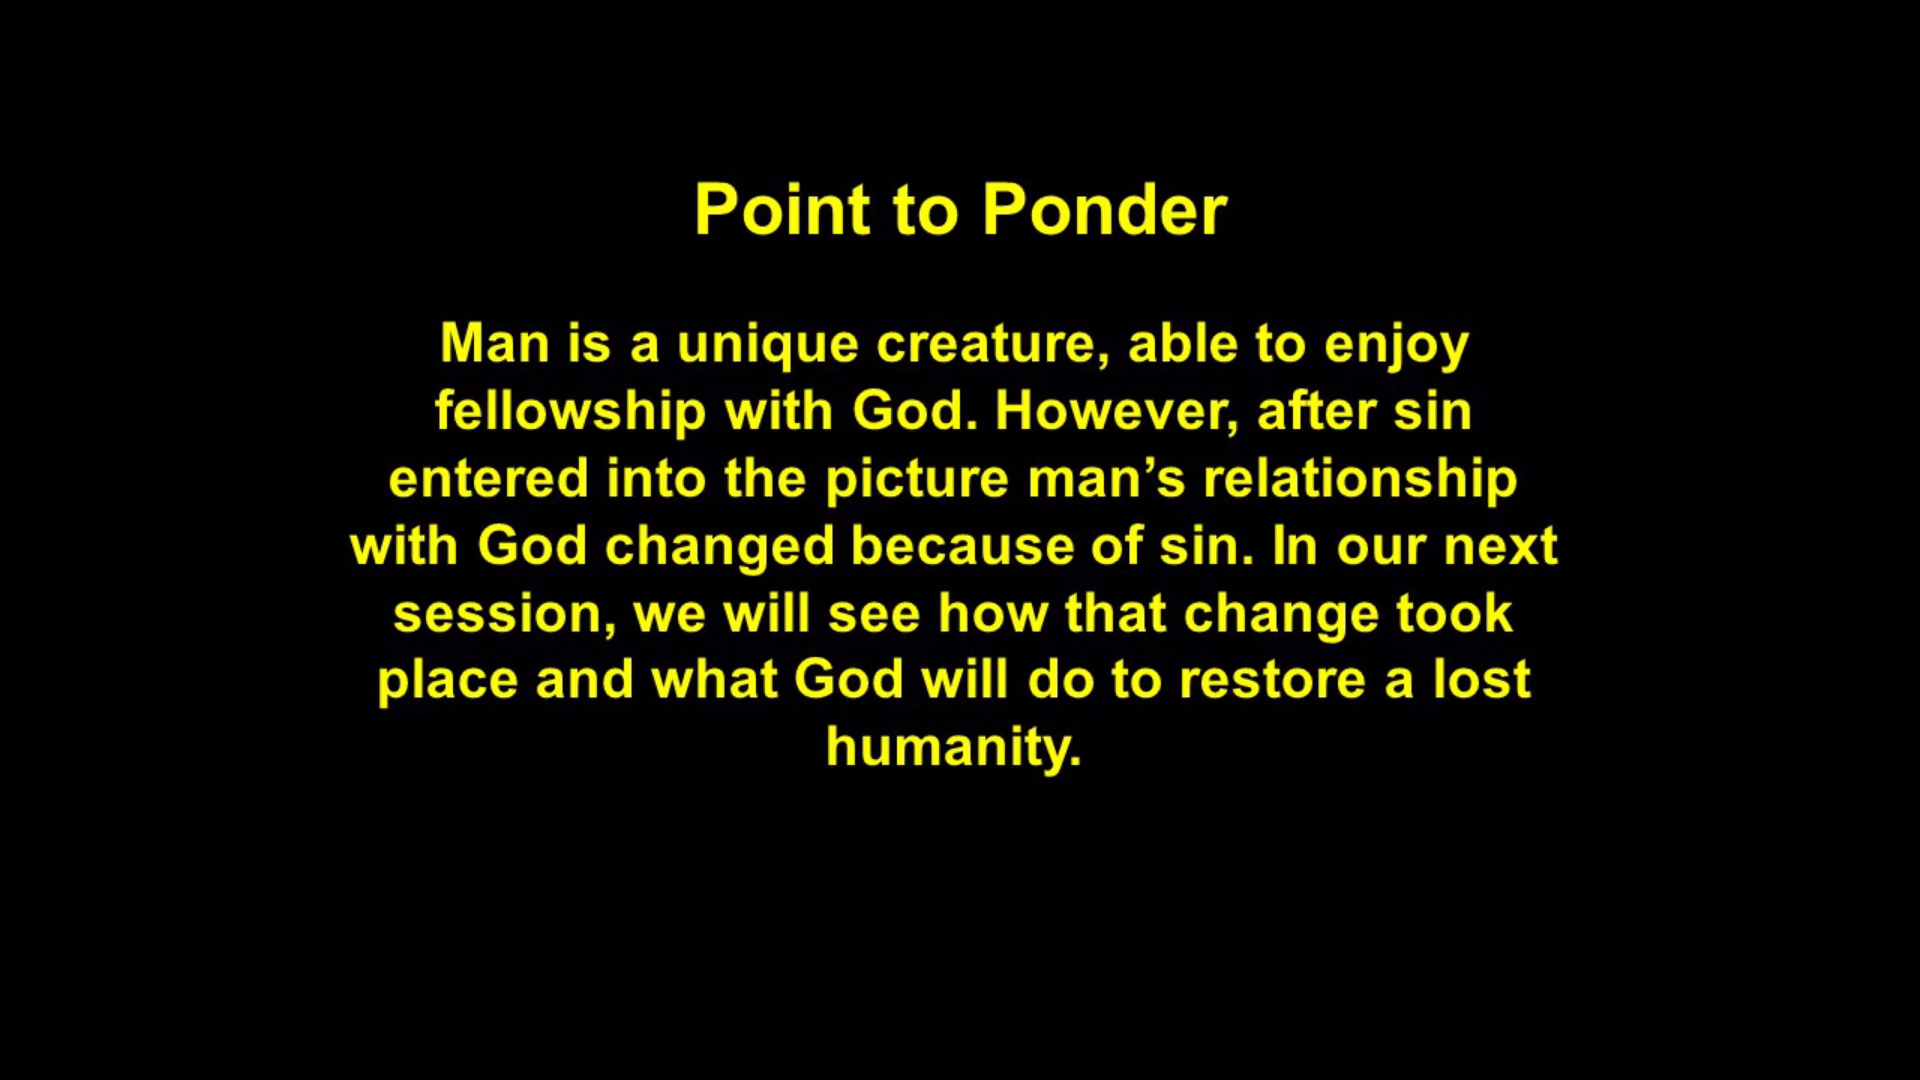 Point to Ponder
Man is a unique creature, able to enjoy
fellowship with God. However, after sin
entered into the picture man’s relationship
with God changed because of sin. In our next
session, we will see how that change took
place and what God will do to restore a lost
humanity.